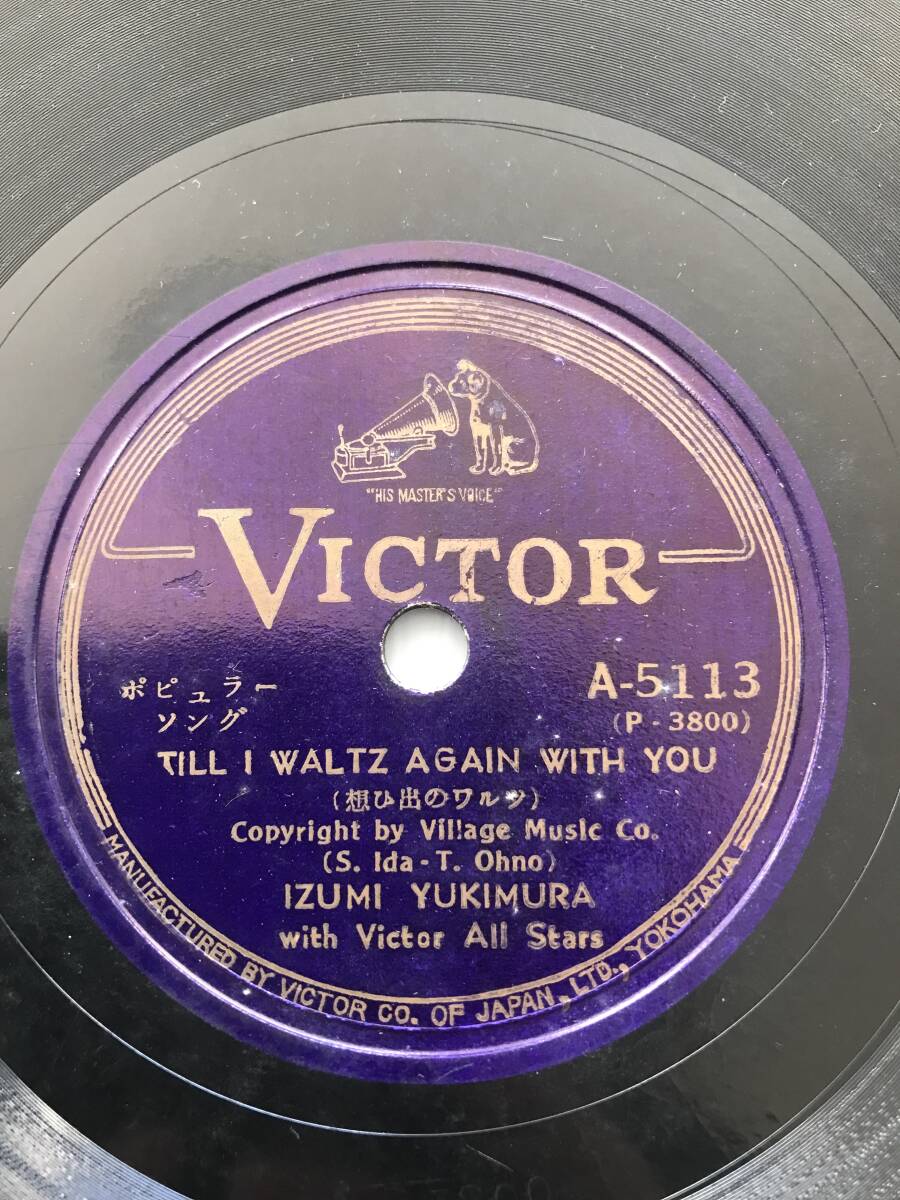 "HIS MASTER'S VOICE"
VICTOR
ポピュラー
ソング
A-5113
(P-3800)
TILL I WALTZ AGAIN WITH YOU
(想ひ出のワルツ)
Copyright by Village Music Co.
(S. Ida-T. Ohno)
IZUMI YUKIMURA
with Victor All Stars
MANUFACTURED BY VICTOR CO. OF JAPAN, LTD., YOKOHAMA